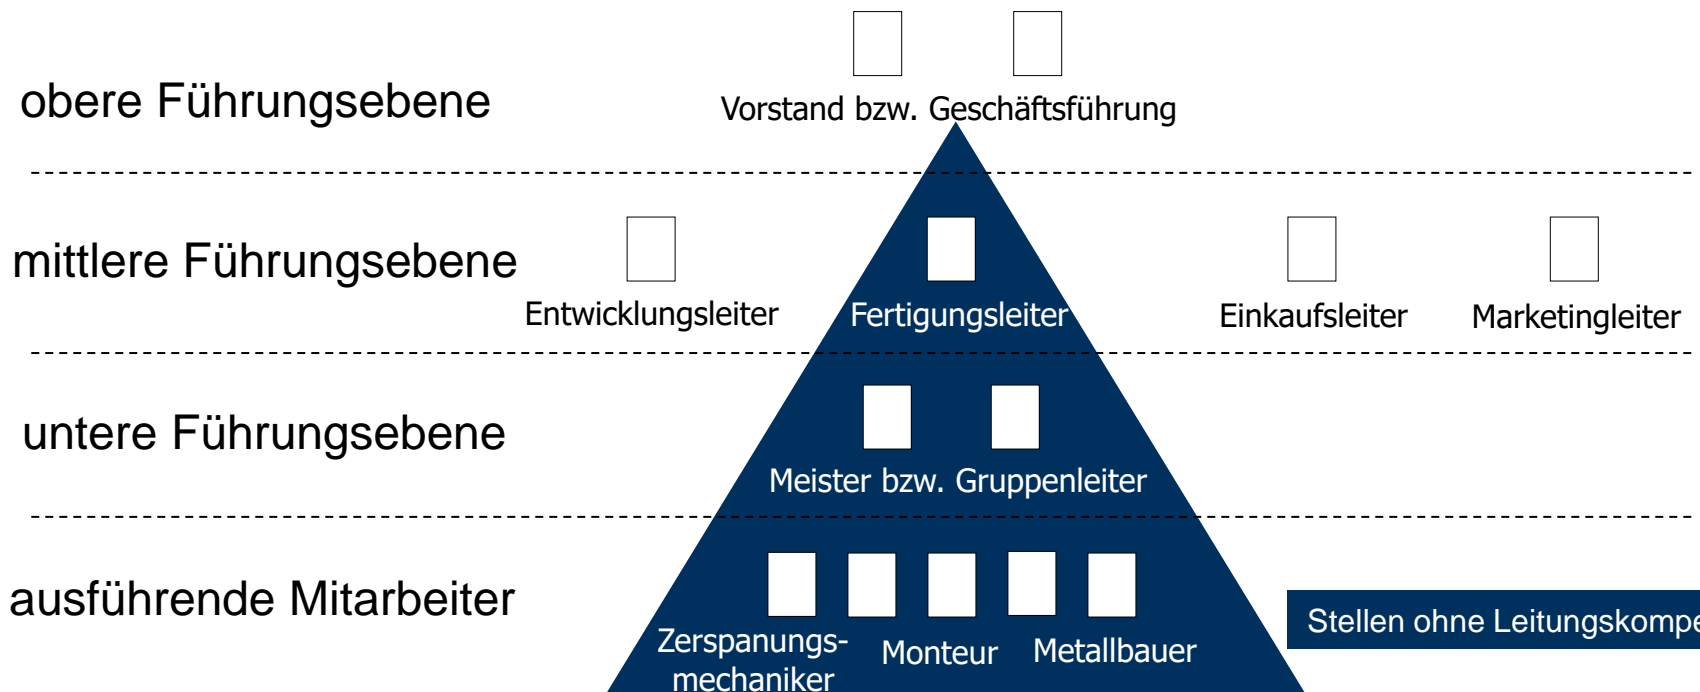 obere Führungsebene
Vorstand bzw. Geschäftsführung
mittlere Führungsebene
Entwicklungsleiter
Fertigungsleiter
Einkaufsleiter
Marketingleiter
untere Führungsebene
Meister bzw. Gruppenleiter
ausführende Mitarbeiter
Zerspanungs-
mechaniker
Monteur
Metallbauer
Stellen ohne Leitungskompe